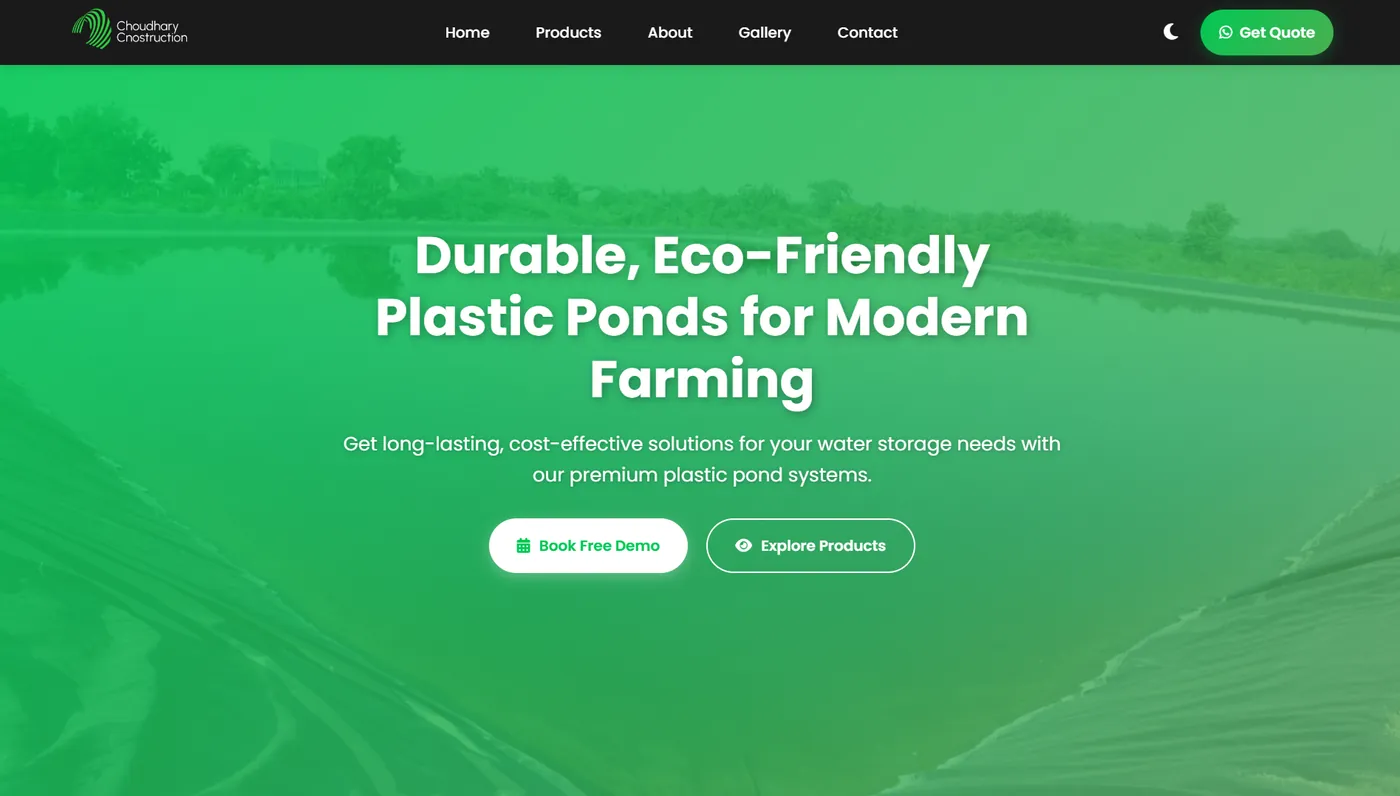 Choudhary
Cnostruction
Home
Products
About
Gallery
Contact
Get Quote
Durable, Eco-Friendly
Plastic Ponds for Modern
Farming
Get long-lasting, cost-effective solutions for your water storage needs with
our premium plastic pond systems.
Book Free Demo
Explore Products